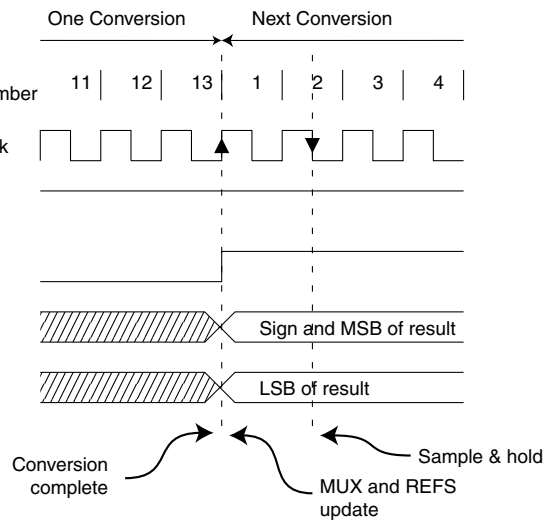 One Conversion Next Conversion
11 12 13 1 2 3 4
Sign and MSB of result
LSB of result
Sample & hold
Conversion
complete
MUX and REFS
update